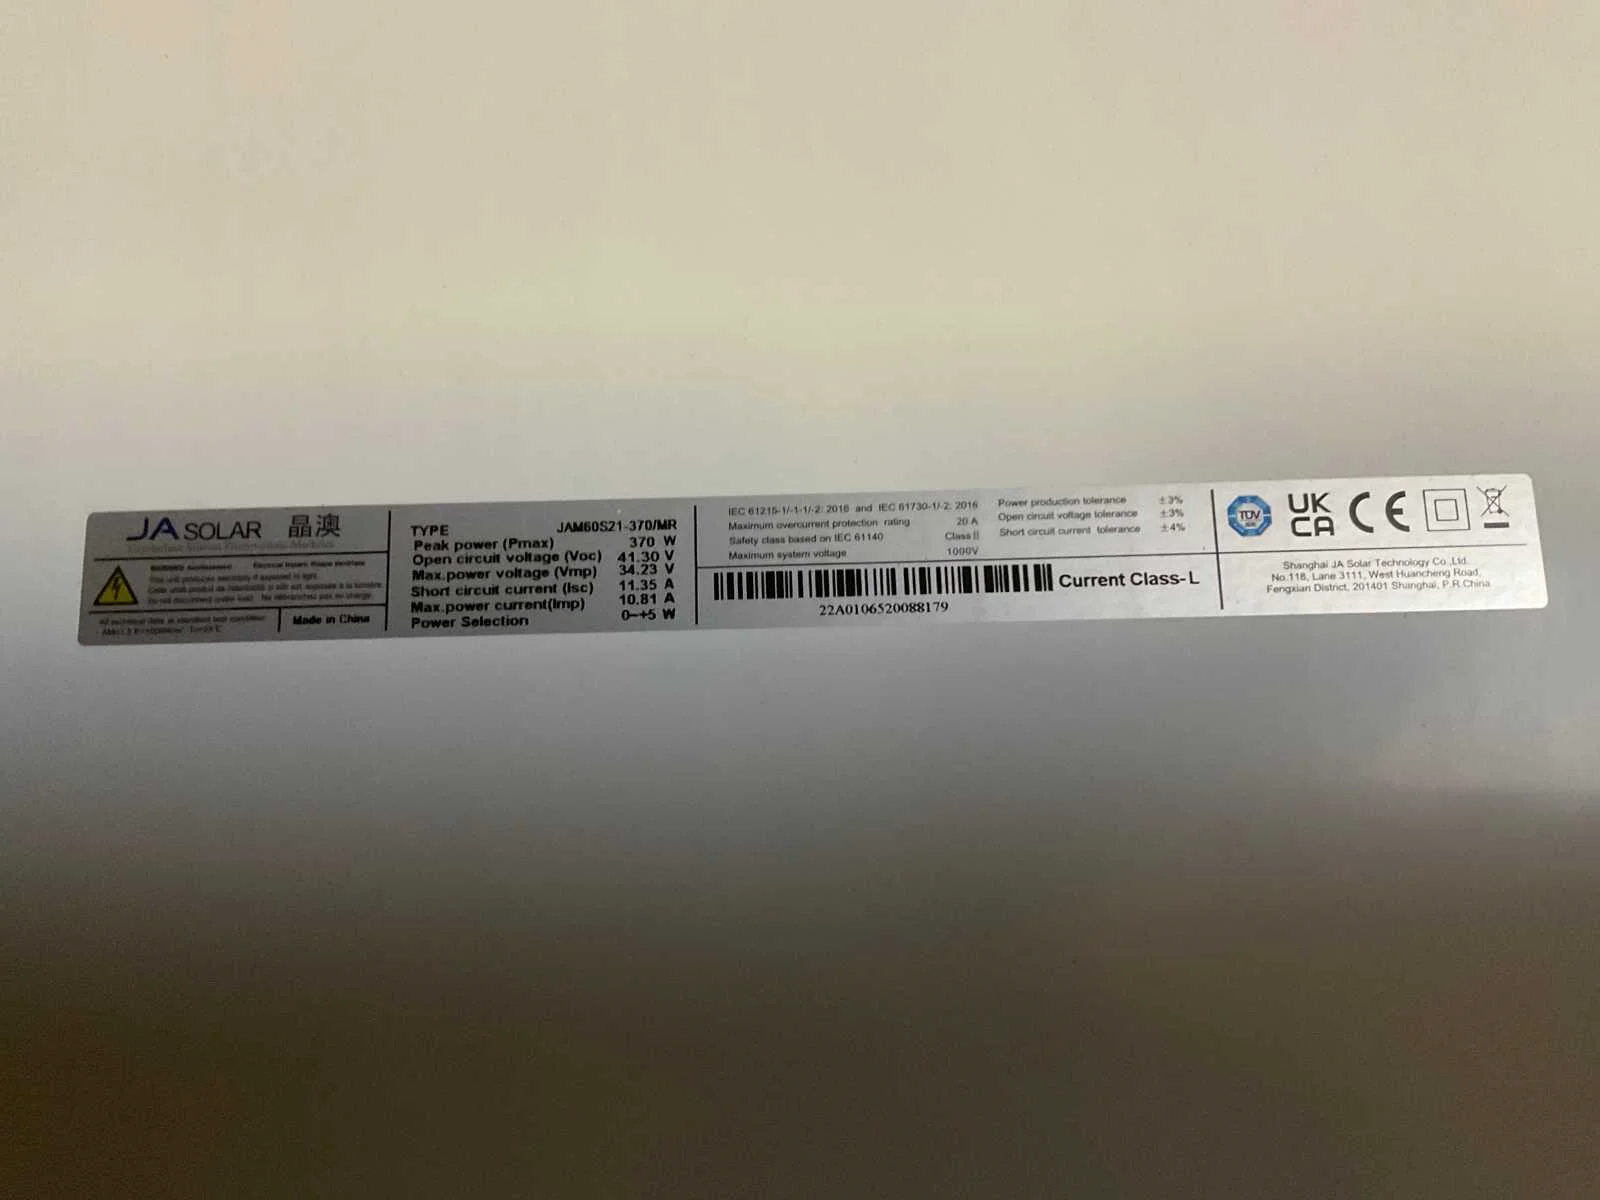 JA SOLAR 晶澳
Made in China
TYPE JAM60S21-370/MR
Peak power (Pmax) 370 W
Open circuit voltage (Voc) 41.30 V
Max.power voltage (Vmp) 34.23 V
Short circuit current (Isc) 11.35 A
Max.power current(Imp) 10.81 A
Power Selection 0~+5 W
IEC 61215-1/-1-1/-2: 2016 and IEC 61730-1/-2: 2016
Maximum overcurrent protection rating 20 A
Safety class based on IEC 61140 Class II
Maximum system voltage 1000V
Power production tolerance ±3%
Open circuit voltage tolerance ±3%
Short circuit current tolerance ±4%
Current Class-L
22A0106520088179
TÜV
UK
CA
CE
Shanghai JA Solar Technology Co.,Ltd.
No.118, Lane 3111, West Huancheng Road,
Fengxian District, 201401 Shanghai, P.R.China